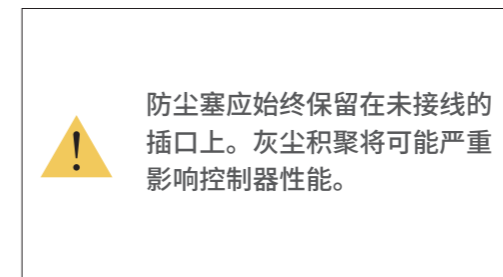 防尘塞应始终保留在未接线的
插口上。灰尘积聚将可能严重
影响控制器性能。